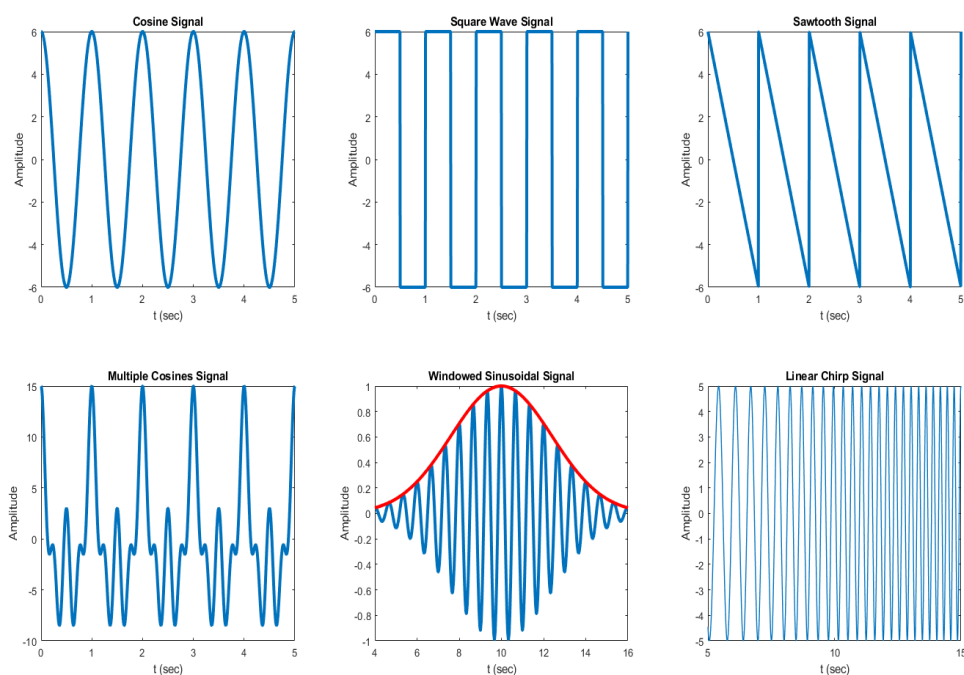 Cosine Signal
6
4
2
0
-2
-4
-6
0 1 2 3 4 5
Amplitude
t (sec)
Square Wave Signal
6
4
2
0
-2
-4
-6
0 1 2 3 4 5
Amplitude
t (sec)
Sawtooth Signal
6
4
2
0
-2
-4
-6
0 1 2 3 4 5
Amplitude
t (sec)
Multiple Cosines Signal
15
10
5
0
-5
-10
0 1 2 3 4 5
Amplitude
t (sec)
Windowed Sinusoidal Signal
1
0.8
0.6
0.4
0.2
0
-0.2
-0.4
-0.6
-0.8
-1
4 6 8 10 12 14 16
Amplitude
t (sec)
Linear Chirp Signal
5
4
3
2
1
0
-1
-2
-3
-4
-5
5 10 15
Amplitude
t (sec)